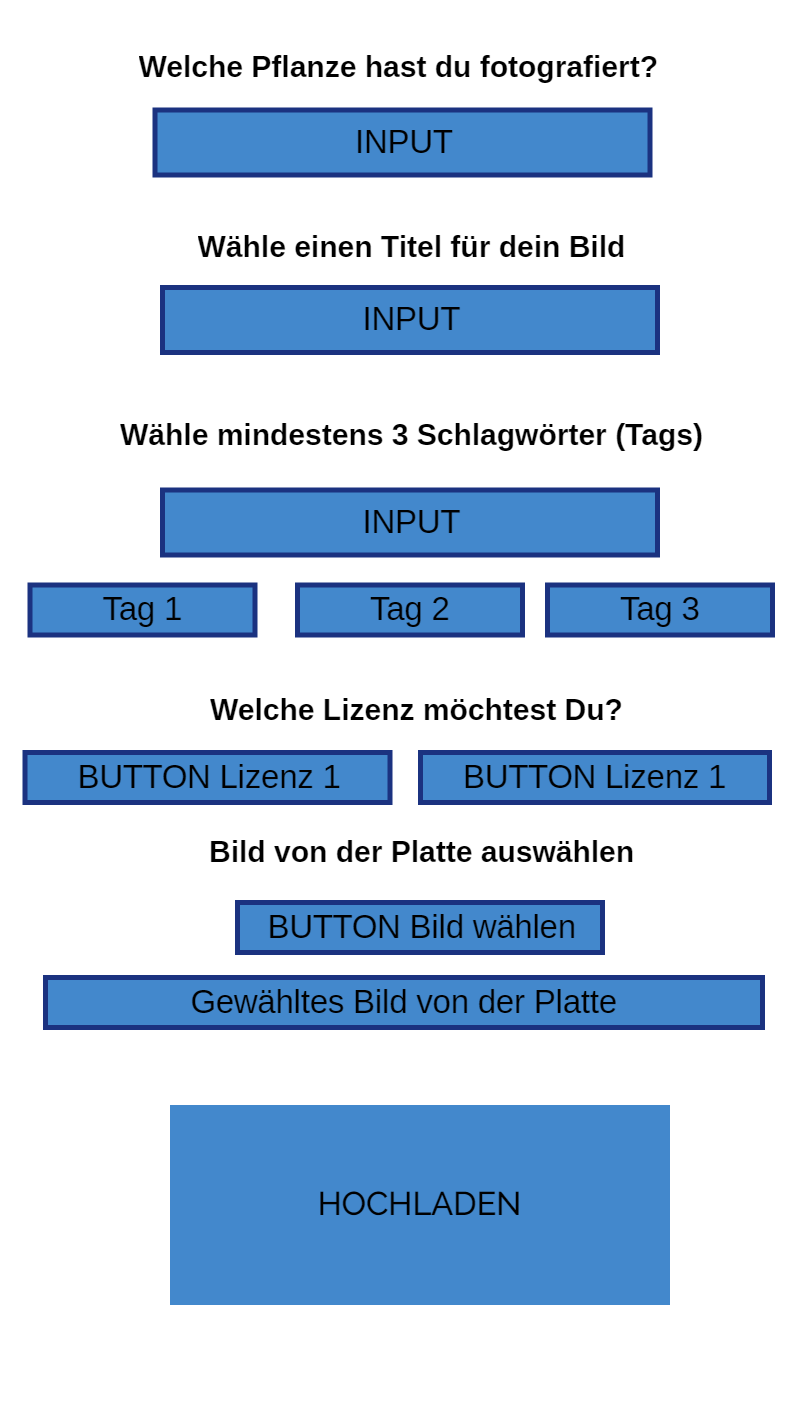 Welche Pflanze hast du fotografiert?
INPUT
Wähle einen Titel für dein Bild
INPUT
Wähle mindestens 3 Schlagwörter (Tags)
INPUT
Tag 1 Tag 2 Tag 3
Welche Lizenz möchtest Du?
BUTTON Lizenz 1 BUTTON Lizenz 1
Bild von der Platte auswählen
BUTTON Bild wählen
Gewähltes Bild von der Platte
HOCHLADEN